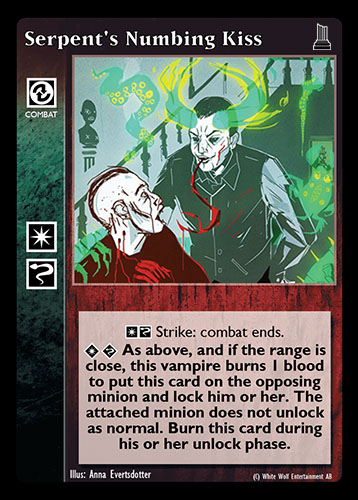 Serpent's Numbing Kiss
COMBAT
Strike: combat ends.
As above, and if the range is
close, this vampire burns 1 blood
to put this card on the opposing
minion and lock him or her. The
attached minion does not unlock
as normal. Burn this card during
his or her unlock phase.
Illus: Anna Evertsdotter
(C) White Wolf Entertainment AB